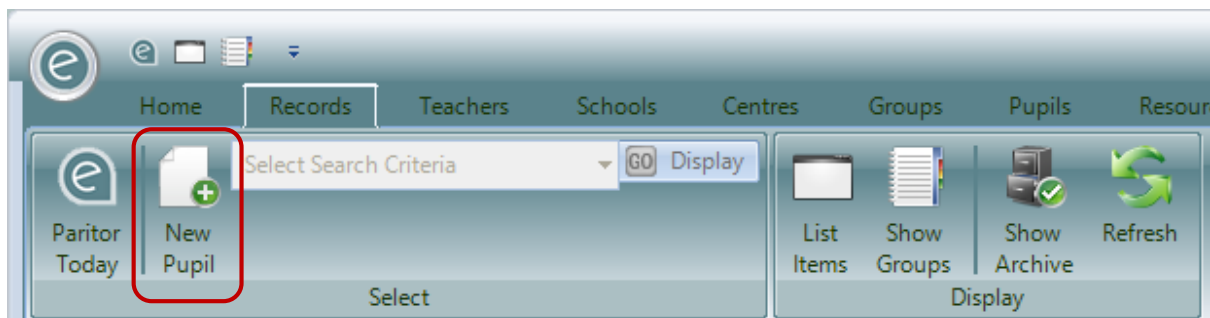 Home Records Teachers Schools Centres Groups Pupils Resour
Select Search Criteria GO Display
Paritor Today
New Pupil
List Items
Show Groups
Show Archive
Refresh
Select
Display